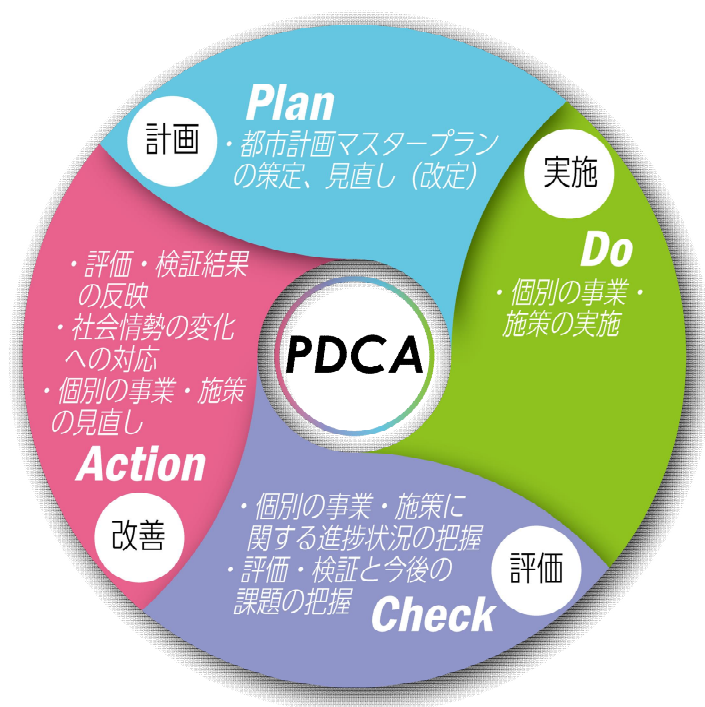 Plan
計画
・都市計画マスタープラン
の策定、見直し（改定）
実施
Do
・個別の事業・
施策の実施
PDCA
・個別の事業・施策に
関する進捗状況の把握
・評価・検証と今後の
課題の把握
Check
評価
・評価・検証結果
の反映
・社会情勢の変化
への対応
・個別の事業・施策
の見直し
Action
改善